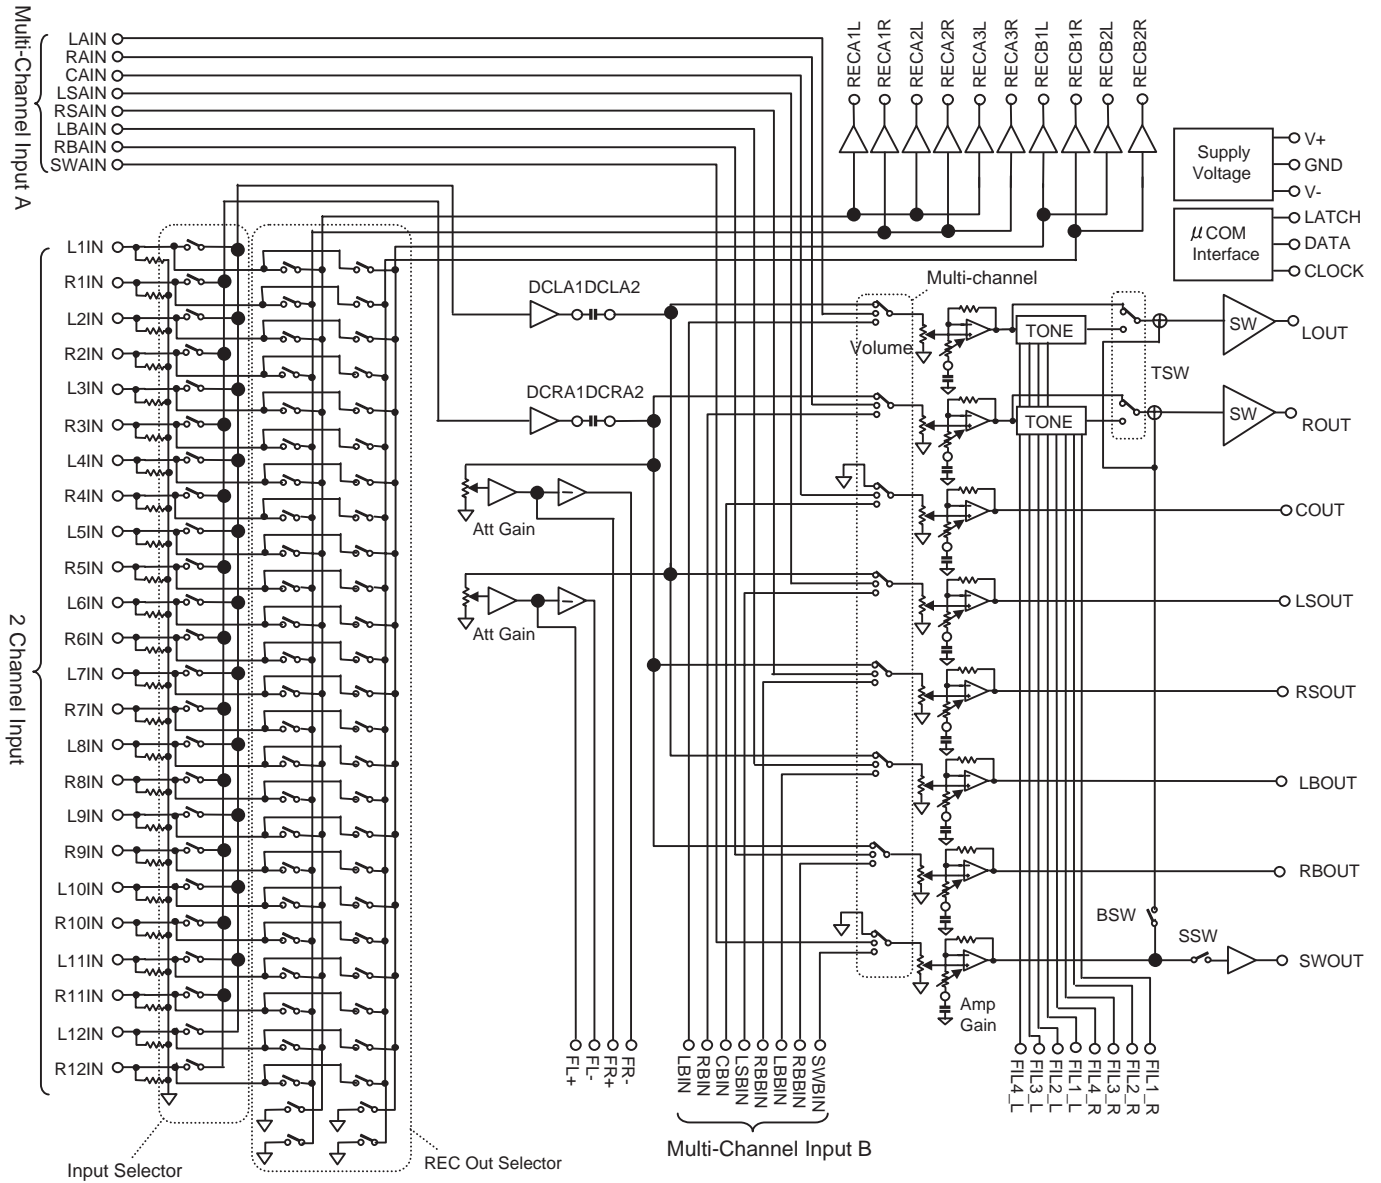 Multi-Channel Input A
LAIN
RAIN
CAIN
LSAIN
RSAIN
LBAIN
RBAIN
SWAIN
RECA1L
RECA1R
RECA2L
RECA2R
RECA3L
RECA3R
RECB1L
RECB1R
RECB2L
RECB2R
Supply
Voltage
V+
GND
V-
μCOM
Interface
LATCH
DATA
CLOCK
2 Channel Input
L1IN
R1IN
L2IN
R2IN
L3IN
R3IN
L4IN
R4IN
L5IN
R5IN
L6IN
R6IN
L7IN
R7IN
L8IN
R8IN
L9IN
R9IN
L10IN
R10IN
L11IN
R11IN
L12IN
R12IN
Input Selector
REC Out Selector
DCLA1DCLA2
DCRA1DCRA2
Att Gain
Att Gain
FL+
FL-
FR+
FR-
Multi-channel
Volume
TONE
TONE
TSW
SW
SW
LOUT
ROUT
COUT
LSOUT
RSOUT
LBOUT
RBOUT
BSW
SSW
SWOUT
Amp
Gain
LBIN
RBIN
CBIN
LSBIN
RBBIN
LBBIN
RBBIN
SWBIN
Multi-Channel Input B
FIL4_L
FIL3_L
FIL2_L
FIL1_L
FIL4_R
FIL3_R
FIL2_R
FIL1_R